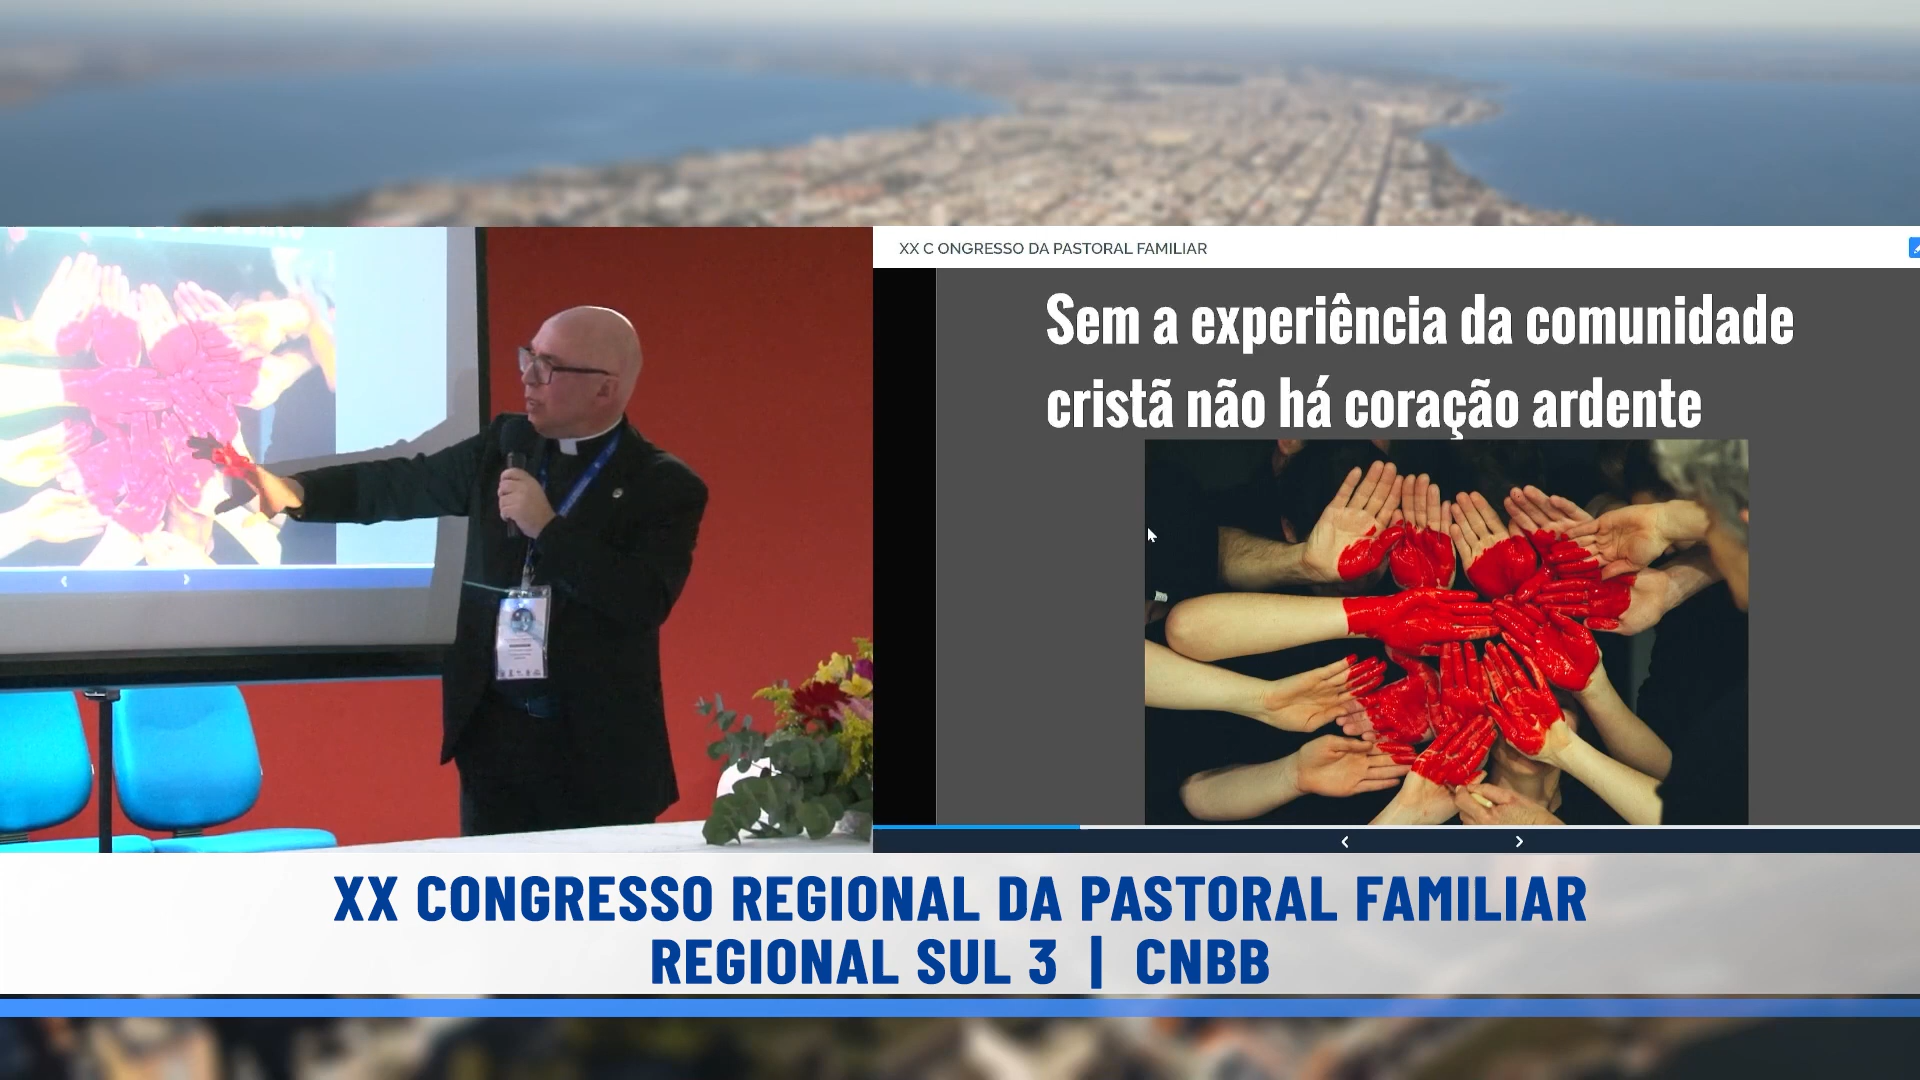 XX C ONGRESSO DA PASTORAL FAMILIAR
Sem a experiência da comunidade
cristã não há coração ardente
XX CONGRESSO REGIONAL DA PASTORAL FAMILIAR
REGIONAL SUL 3 | CNBB